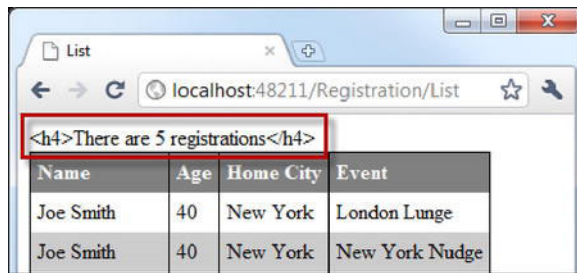 List
localhost:48211/Registration/List
<h4>There are 5 registrations</h4>
Name Age Home City Event
Joe Smith 40 New York London Lunge
Joe Smith 40 New York New York Nudge